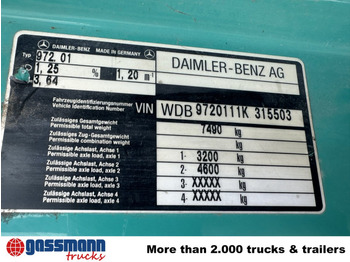 DAIMLER-BENZ MADE IN GERMANY
Typ 972.01
1,25 % 1,20 m²
3,64
DAIMLER-BENZ AG
Fahrzeugidentifizierungsnummer
Vehicle Identification Number
VIN WDB 9720111K 315503
Zulässiges Gesamtgewicht
Permissible total weight
7490 kg
Zulässiges Zug-Gesamtgewicht
Permissible combination weight
kg
Zulässige Achslast, Achse 1
Permissible axle load, axle 1
1- 3200 kg
Zulässige Achslast, Achse 2
Permissible axle load, axle 2
2- 4600 kg
Zulässige Achslast, Achse 3
Permissible axle load, axle 3
3- XXXXX kg
Zulässige Achslast, Achse 4
Permissible axle load, axle 4
4- XXXXX kg
gassmann
trucks
More than 2.000 trucks & trailers